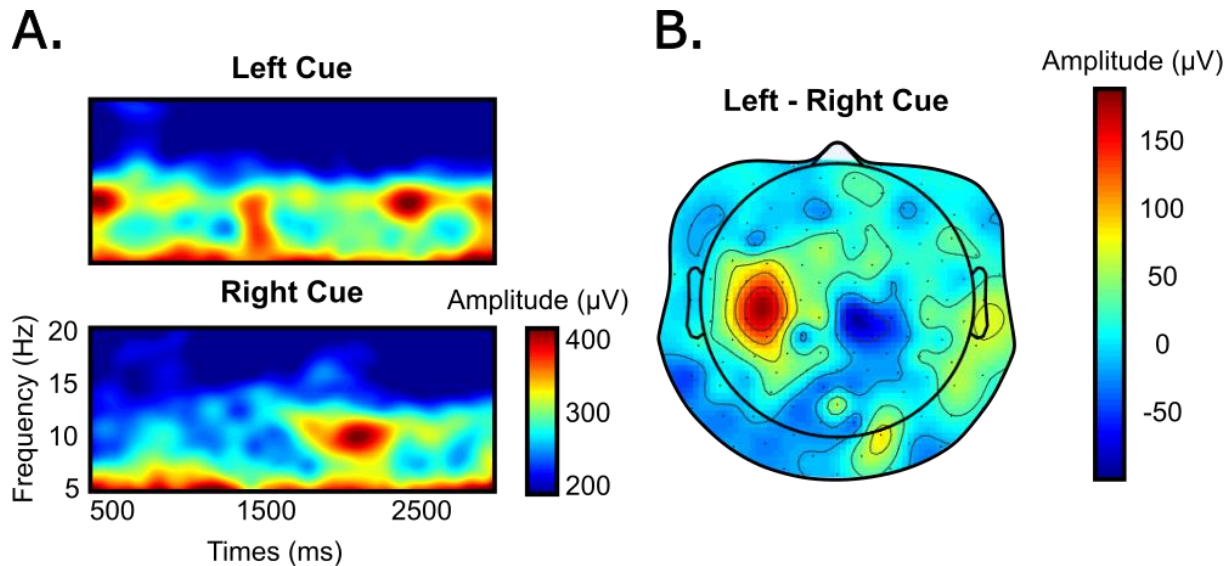 A.
Left Cue
Right Cue
Amplitude (µV)
400
300
200
Frequency (Hz)
20
15
10
5
500 1500 2500
Times (ms)
B.
Left - Right Cue
Amplitude (µV)
150
100
50
0
-50